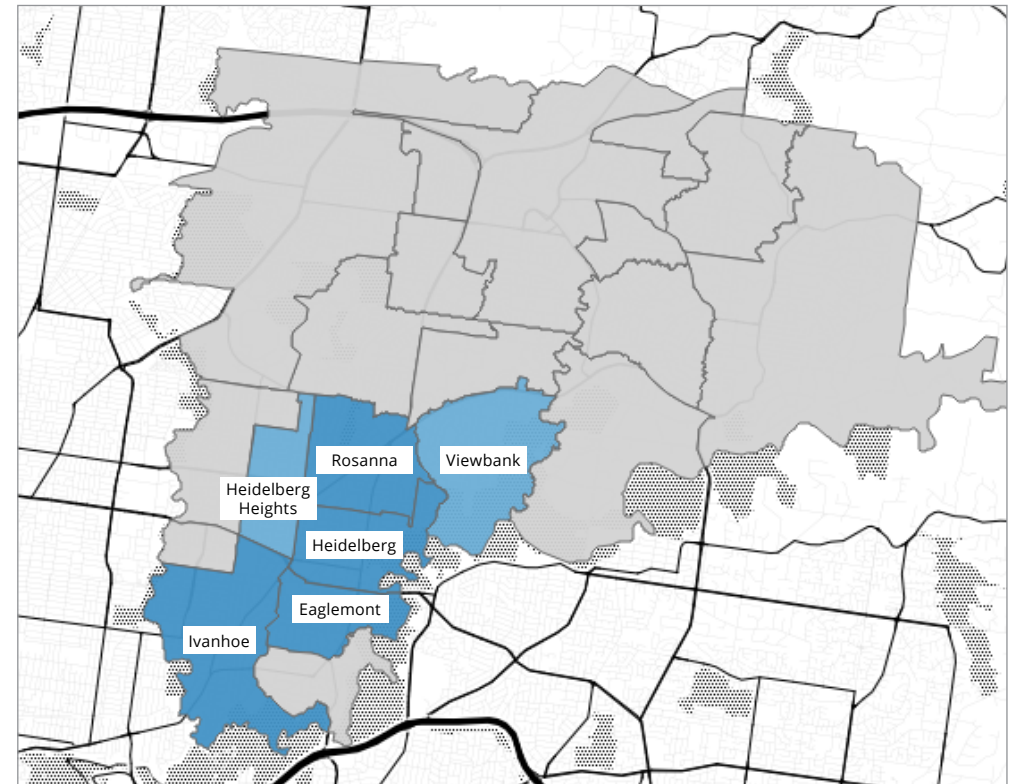 Rosanna
Viewbank
Heidelberg
Heights
Heidelberg
Eaglemont
Ivanhoe